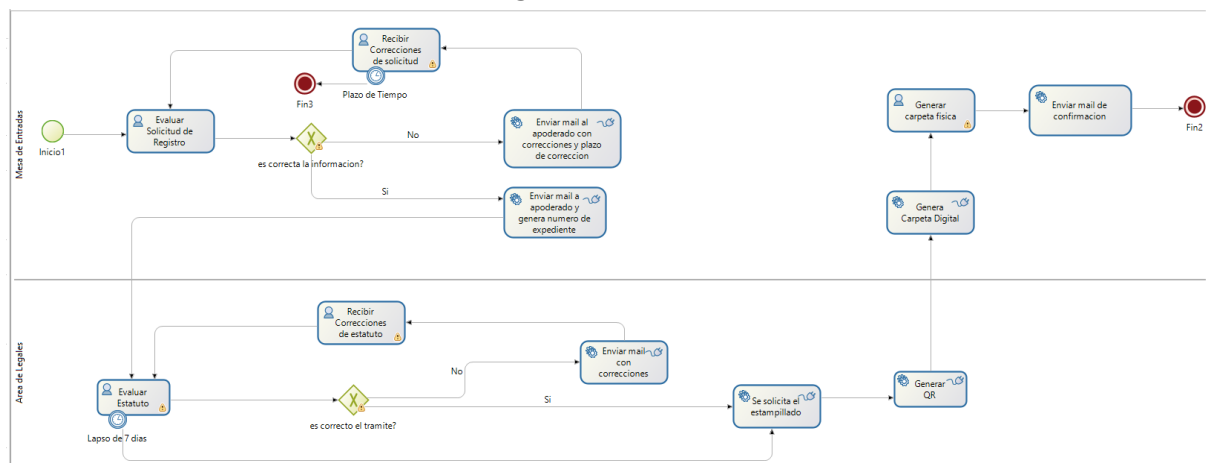 Mesa de Entradas
Inicio1
Evaluar
Solicitud de
Registro
Recibir
Correcciones
de solicitud
Plazo de Tiempo
Fin3
es correcta la informacion?
No
Si
Enviar mail al
apoderado con
correcciones y plazo
de correccion
Enviar mail a
apoderado y
genera numero de
expediente
Generar
carpeta fisica
Enviar mail de
confirmacion
Fin2
Genera
Carpeta Digital
Area de Legales
Recibir
Correcciones
de estatuto
Evaluar
Estatuto
Lapso de 7 dias
es correcto el tramite?
No
Si
Enviar mail
con
correcciones
Se solicita el
estampillado
Generar
QR